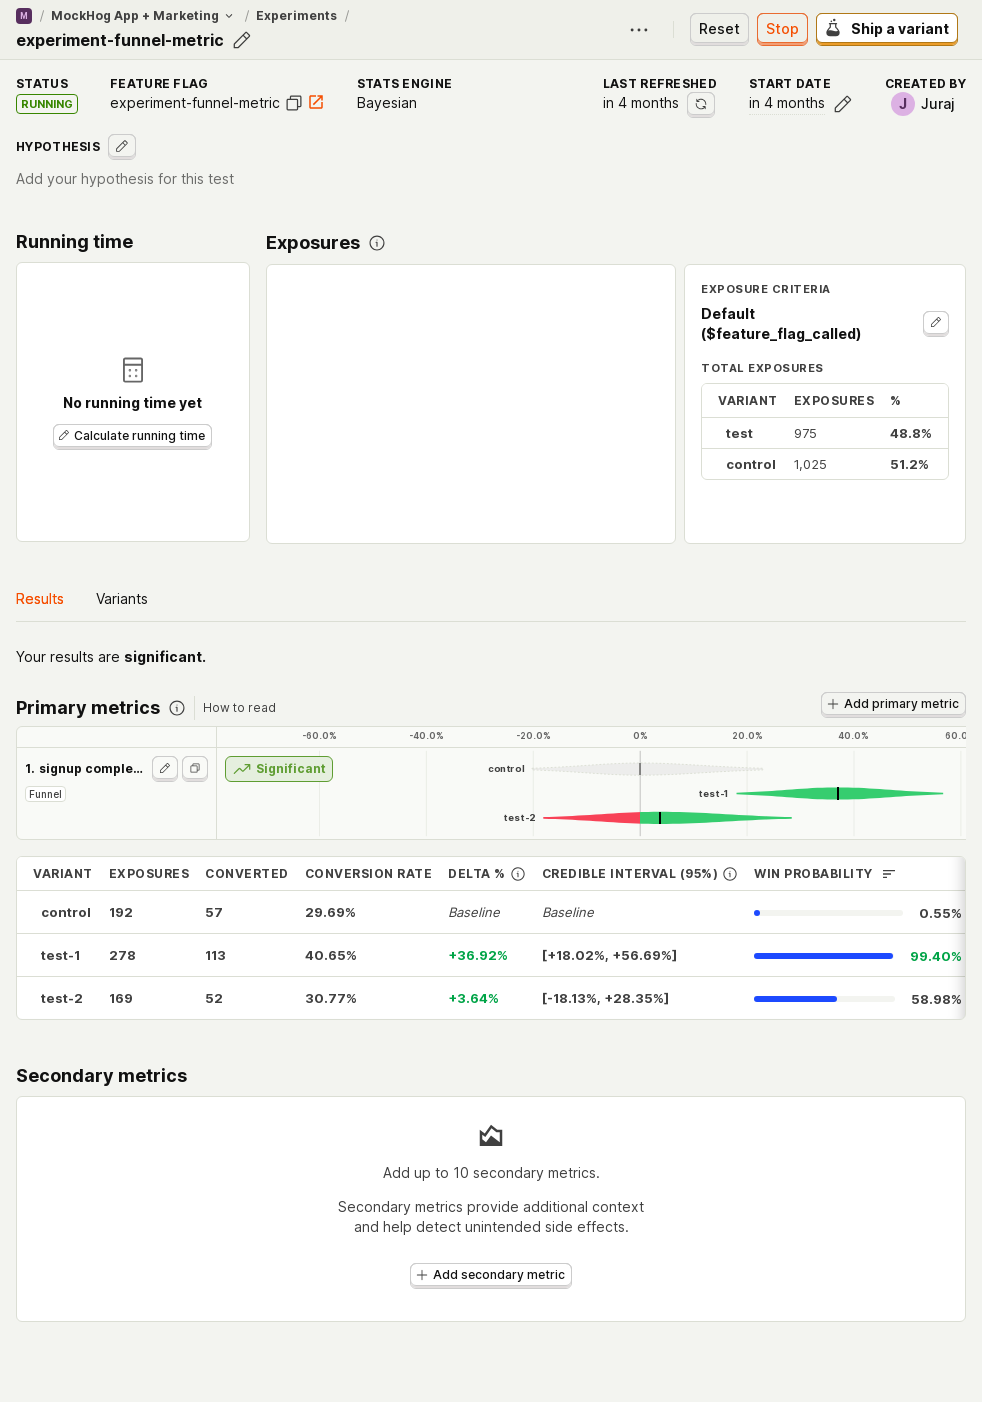 M / MockHog App + Marketing / Experiments /
experiment-funnel-metric
Reset Stop Ship a variant
STATUS FEATURE FLAG STATS ENGINE LAST REFRESHED START DATE CREATED BY
RUNNING experiment-funnel-metric Bayesian in 4 months in 4 months J Juraj
HYPOTHESIS
Add your hypothesis for this test
Running time
No running time yet
Calculate running time
Exposures
EXPOSURE CRITERIA
Default
($feature_flag_called)
TOTAL EXPOSURES
VARIANT EXPOSURES %
test 975 48.8%
control 1,025 51.2%
Results Variants
Your results are significant.
Primary metrics How to read Add primary metric
-60.0% -40.0% -20.0% 0% 20.0% 40.0% 60.0
1. signup comple... Significant
Funnel
control
test-1
test-2
VARIANT EXPOSURES CONVERTED CONVERSION RATE DELTA % CREDIBLE INTERVAL (95%) WIN PROBABILITY
control 192 57 29.69% Baseline Baseline 0.55%
test-1 278 113 40.65% +36.92% [+18.02%, +56.69%] 99.40%
test-2 169 52 30.77% +3.64% [-18.13%, +28.35%] 58.98%
Secondary metrics
Add up to 10 secondary metrics.
Secondary metrics provide additional context
and help detect unintended side effects.
Add secondary metric